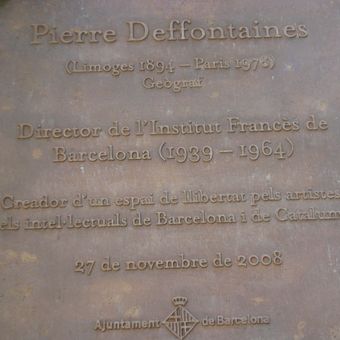 Pierre Deffontaines
(Limoges 1894 – Paris 1978)
Geògraf
Director de l'Institut Francès de
Barcelona (1939 – 1964)
Creador d'un espai de llibertat pels artistes
els intel·lectuals de Barcelona i de Catalun
27 de novembre de 2008
Ajuntament de Barcelona